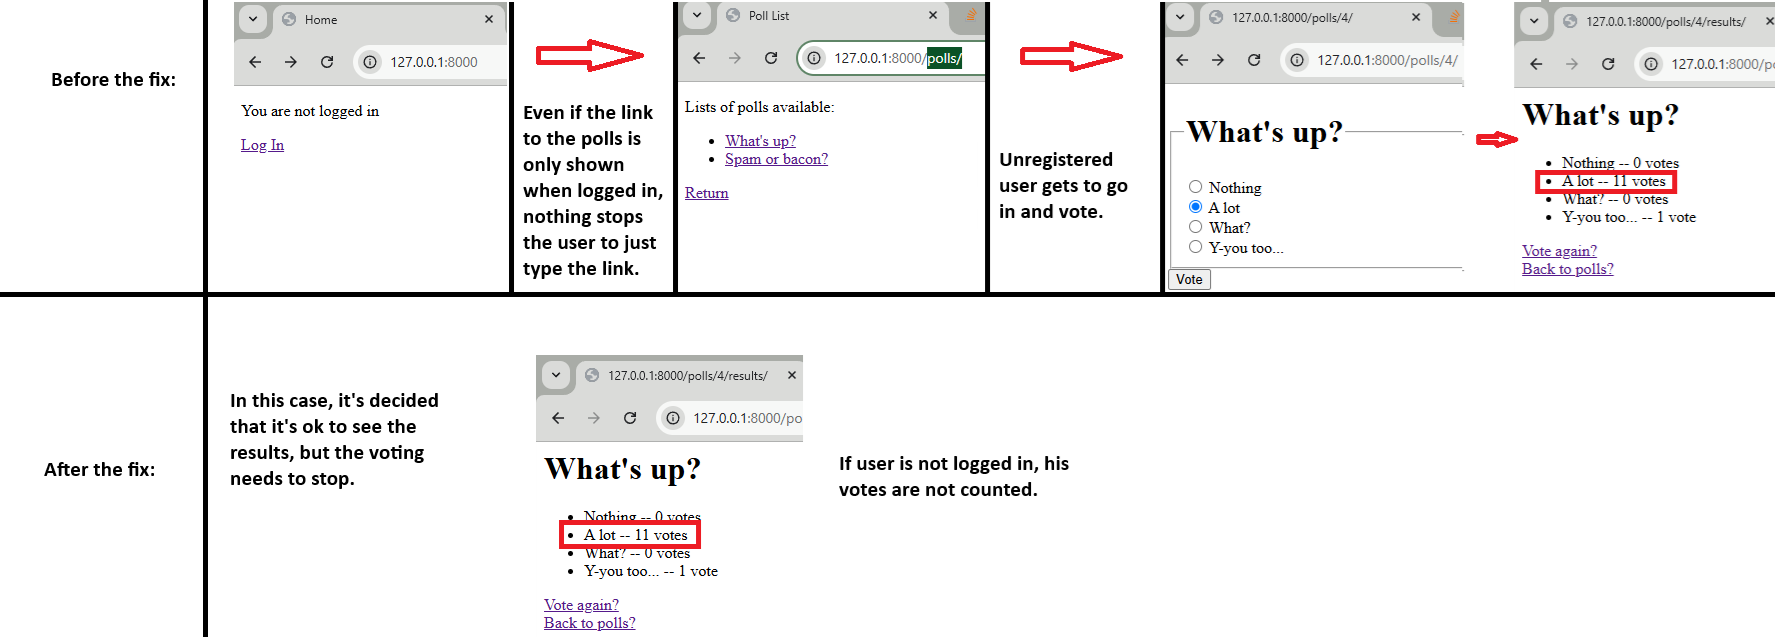 Before the fix:
Home
127.0.0.1:8000
You are not logged in
Log In
Even if the link
to the polls is
only shown
when logged in,
nothing stops
the user to just
type the link.
Poll List
127.0.0.1:8000/polls/
Lists of polls available:
What's up?
Spam or bacon?
Return
Unregistered
user gets to go
in and vote.
127.0.0.1:8000/polls/4/
127.0.0.1:8000/polls/4/
What's up?
Nothing
A lot
What?
Y-you too...
Vote
127.0.0.1:8000/polls/4/results/
127.0.0.1:8000/po
What's up?
Nothing -- 0 votes
A lot -- 11 votes
What? -- 0 votes
Y-you too... -- 1 vote
Vote again?
Back to polls?
After the fix:
In this case, it's decided
that it's ok to see the
results, but the voting
needs to stop.
127.0.0.1:8000/polls/4/results/
127.0.0.1:8000/po
What's up?
Nothing -- 0 votes
A lot -- 11 votes
What? -- 0 votes
Y-you too... -- 1 vote
Vote again?
Back to polls?
If user is not logged in, his
votes are not counted.